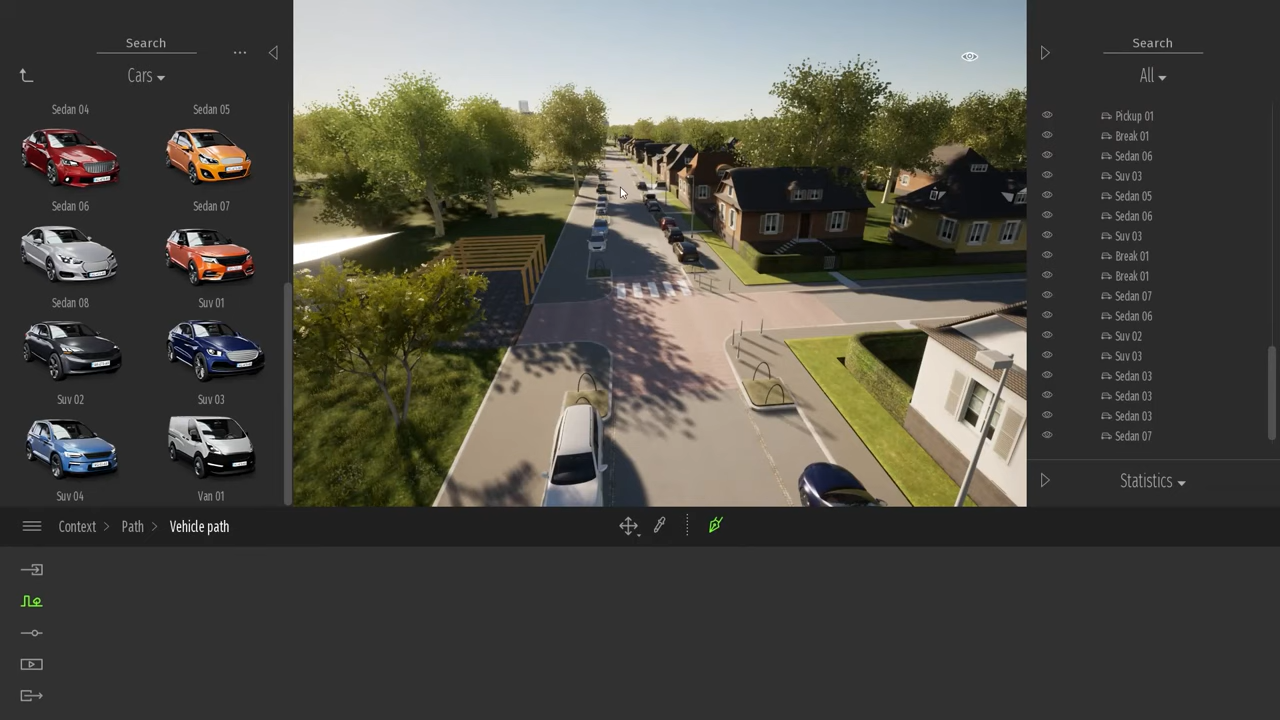 Search
...
Cars
Sedan 04
Sedan 05
Sedan 06
Sedan 07
Sedan 08
Suv 01
Suv 02
Suv 03
Suv 04
Van 01
Search
All
Pickup 01
Break 01
Sedan 06
Suv 03
Sedan 05
Sedan 06
Suv 03
Break 01
Break 01
Sedan 07
Sedan 06
Suv 02
Suv 03
Sedan 03
Sedan 03
Sedan 03
Sedan 07
Statistics
Context > Path > Vehicle path